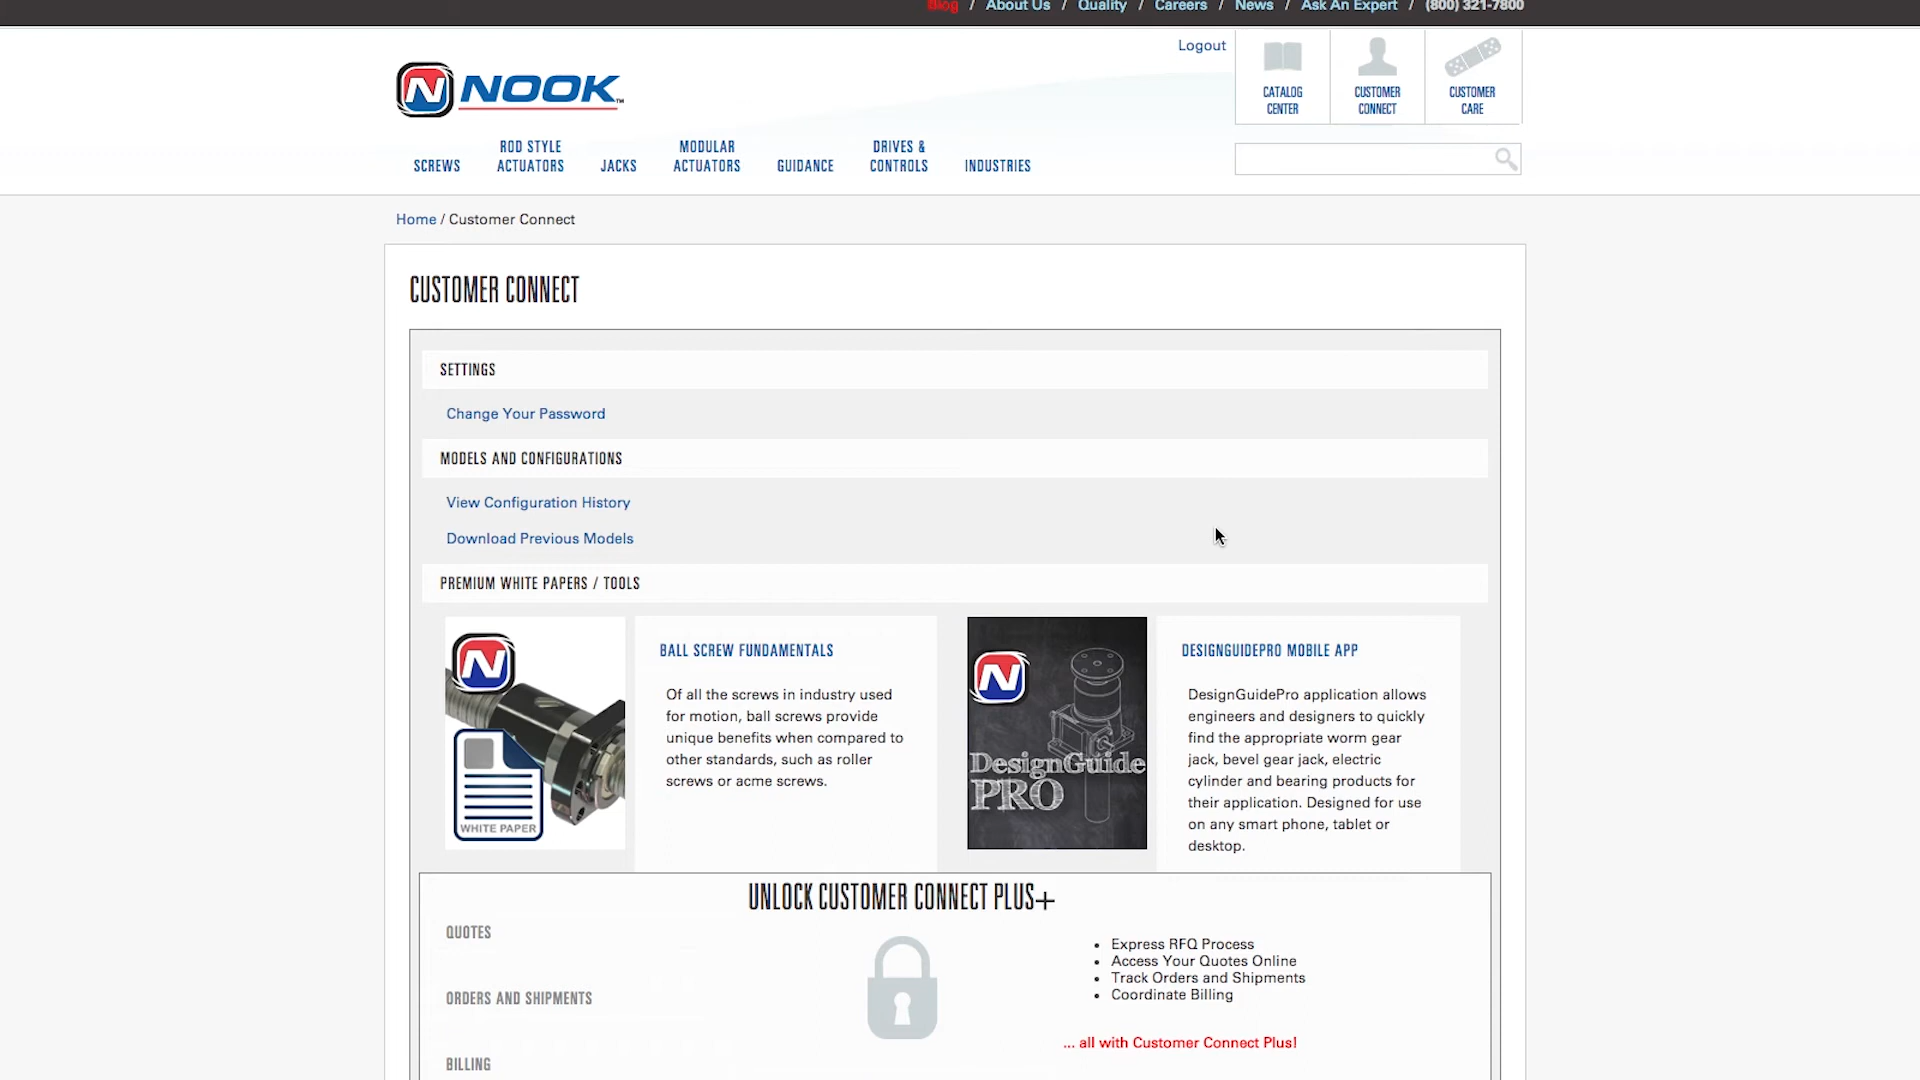 Blog / About Us / Quality / Careers / News / Ask An Expert / (800) 321-7800
Logout
N NOOK™
CATALOG CENTER
CUSTOMER CONNECT
CUSTOMER CARE
SCREWS
ROD STYLE ACTUATORS
JACKS
MODULAR ACTUATORS
GUIDANCE
DRIVES & CONTROLS
INDUSTRIES
Home / Customer Connect
CUSTOMER CONNECT
SETTINGS
Change Your Password
MODELS AND CONFIGURATIONS
View Configuration History
Download Previous Models
PREMIUM WHITE PAPERS / TOOLS
N
WHITE PAPER
BALL SCREW FUNDAMENTALS
Of all the screws in industry used
for motion, ball screws provide
unique benefits when compared to
other standards, such as roller
screws or acme screws.
N
DesignGuide
PRO
DESIGNGUIDEPRO MOBILE APP
DesignGuidePro application allows
engineers and designers to quickly
find the appropriate worm gear
jack, bevel gear jack, electric
cylinder and bearing products for
their application. Designed for use
on any smart phone, tablet or
desktop.
UNLOCK CUSTOMER CONNECT PLUS+
QUOTES
ORDERS AND SHIPMENTS
BILLING
• Express RFQ Process
• Access Your Quotes Online
• Track Orders and Shipments
• Coordinate Billing
... all with Customer Connect Plus!